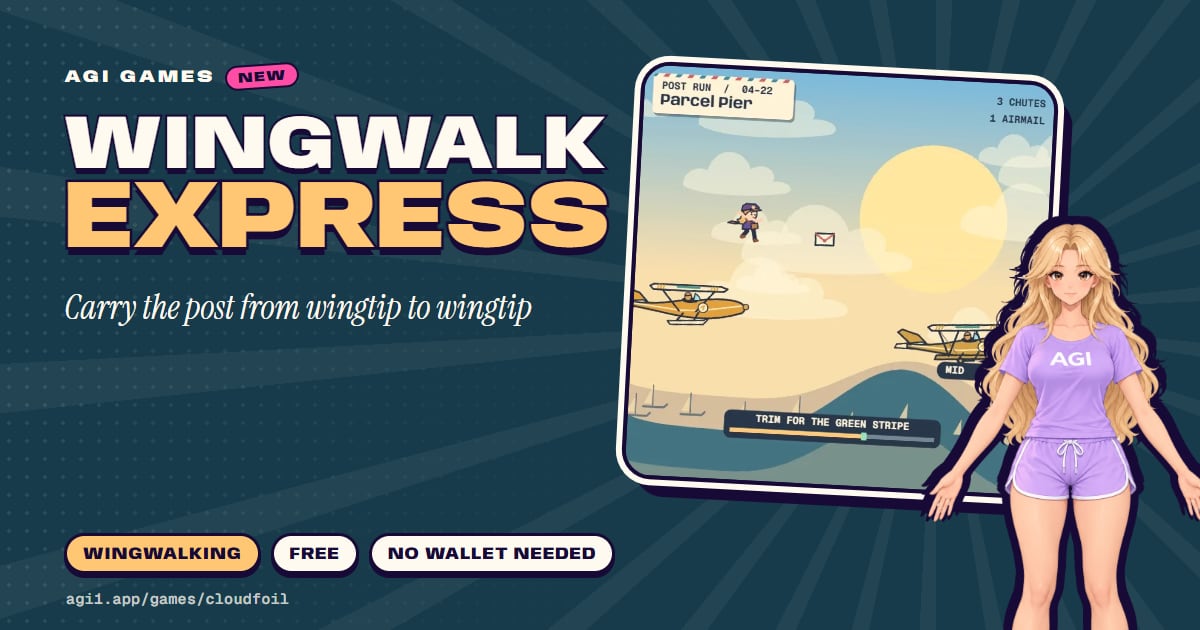 AGI GAMES NEW
WINGWALK
EXPRESS
Carry the post from wingtip to wingtip
WINGWALKING FREE NO WALLET NEEDED
agi1.app/games/cloudfoil
POST RUN / 04-22
Parcel Pier
3 CHUTES
1 AIRMAIL
MID
TRIM FOR THE GREEN STRIPE
AGI